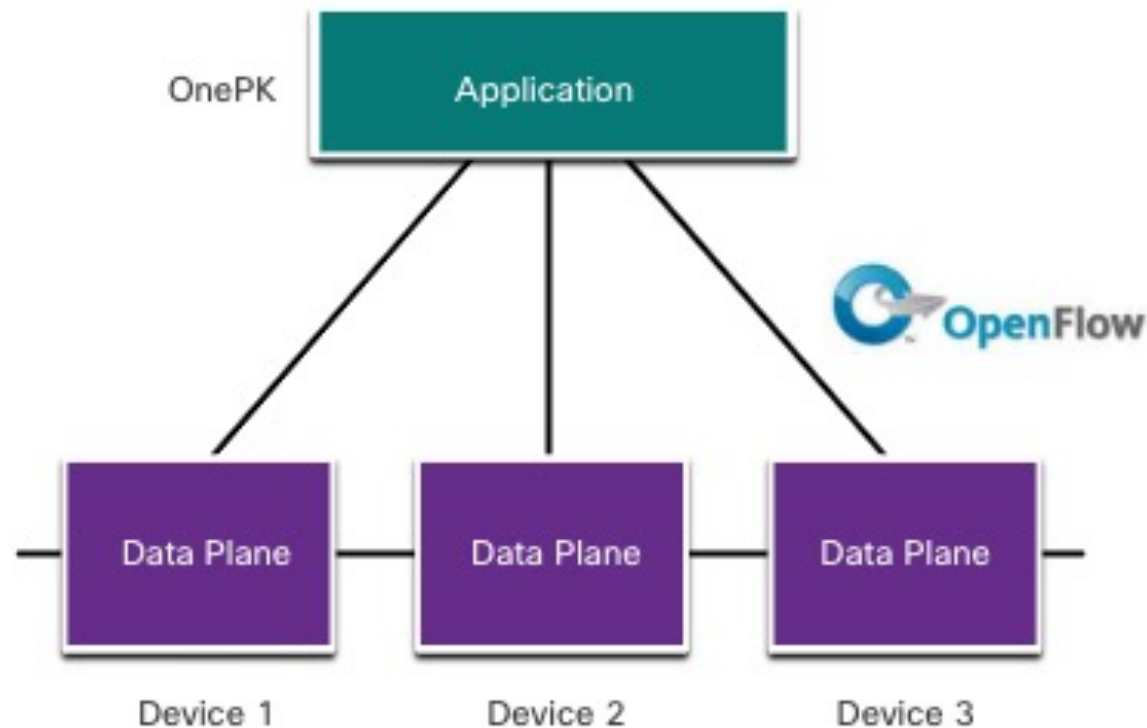 OnePK
Application
OpenFlow
Data Plane
Data Plane
Data Plane
Device 1
Device 2
Device 3